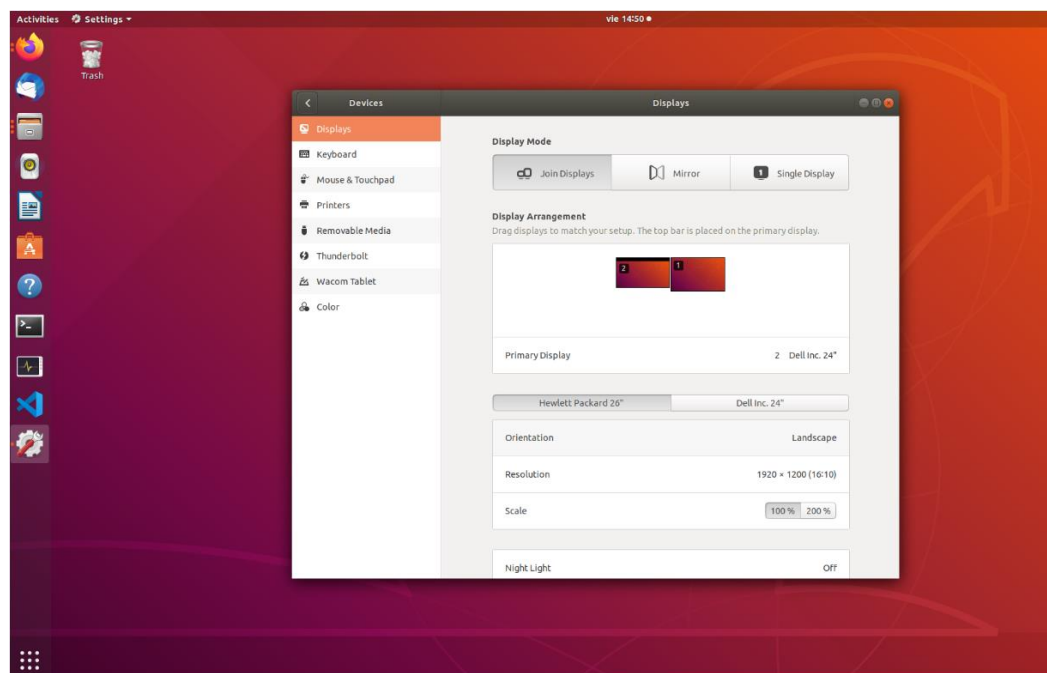 Activities Settings vie 14:50
Trash
Devices Displays
Displays
Keyboard
Mouse & Touchpad
Printers
Removable Media
Thunderbolt
Wacom Tablet
Color
Display Mode
Join Displays Mirror 1 Single Display
Display Arrangement
Drag displays to match your setup. The top bar is placed on the primary display.
2 1
Primary Display 2 Dell Inc. 24"
Hewlett Packard 26" Dell Inc. 24"
Orientation Landscape
Resolution 1920 × 1200 (16:10)
Scale 100 % 200 %
Night Light Off